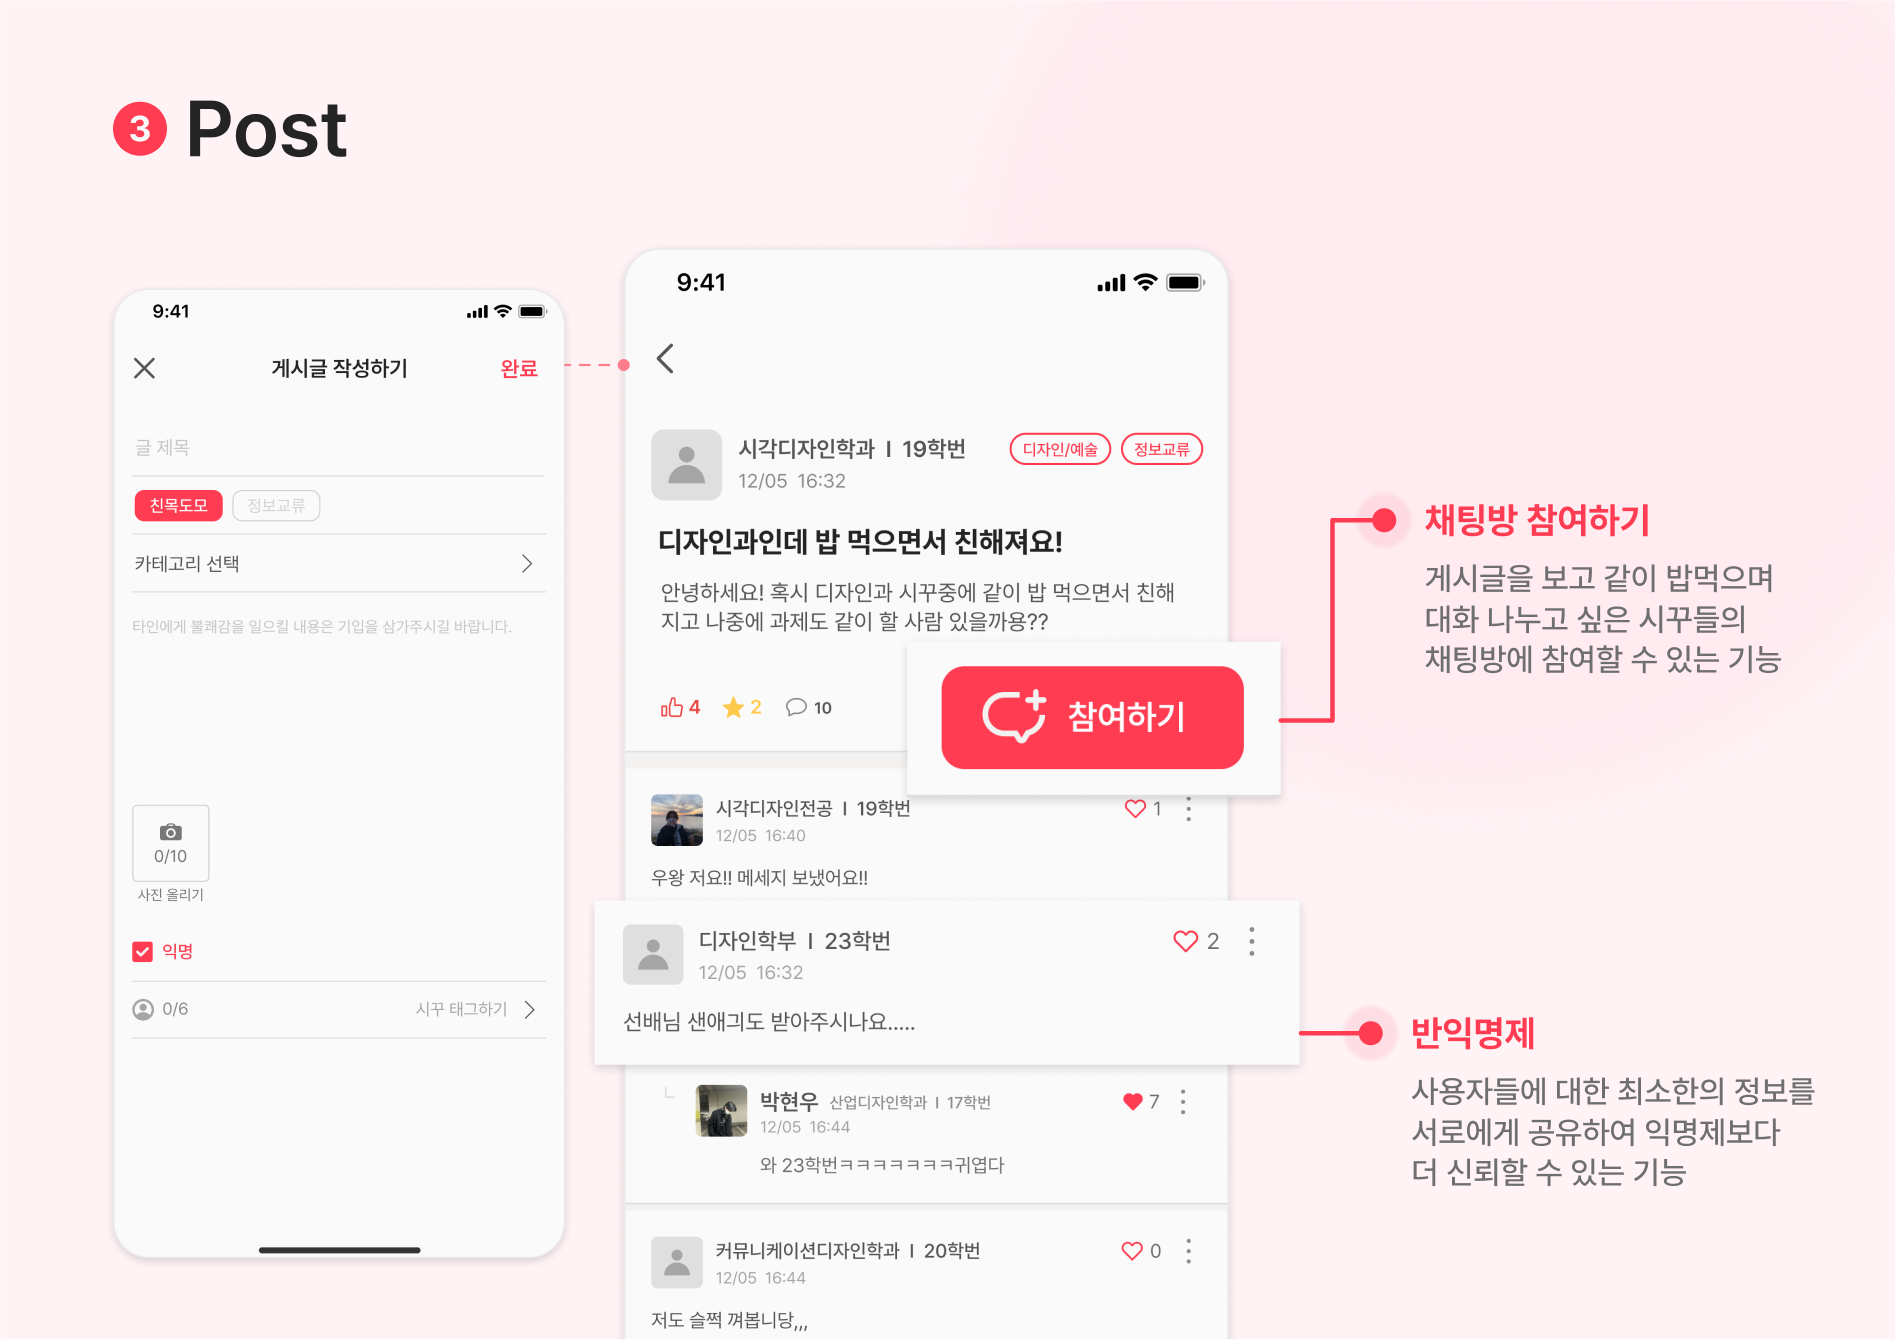 3 Post
9:41
게시글 작성하기 완료
글 제목
친목도모 정보교류
카테고리 선택
타인에게 불쾌감을 일으킬 내용은 기입을 삼가주시길 바랍니다.
0/10
사진 올리기
익명
0/6 시꾸 태그하기
9:41
시각디자인학과 I 19학번 디자인/예술 정보교류
12/05 16:32
디자인과인데 밥 먹으면서 친해져요!
안녕하세요! 혹시 디자인과 시꾸중에 같이 밥 먹으면서 친해
지고 나중에 과제도 같이 할 사람 있을까용??
4 2 10
참여하기
시각디자인전공 I 19학번 1
12/05 16:40
우왕 저요!! 메세지 보냈어요!!
디자인학부 I 23학번 2
12/05 16:32
선배님 샌애긔도 받아주시나요.....
박현우 산업디자인학과 I 17학번 7
12/05 16:44
와 23학번ㅋㅋㅋㅋㅋㅋㅋ귀엽다
커뮤니케이션디자인학과 I 20학번 0
12/05 16:44
저도 슬쩍 껴봅니당,,,
채팅방 참여하기
게시글을 보고 같이 밥먹으며
대화 나누고 싶은 시꾸들의
채팅방에 참여할 수 있는 기능
반익명제
사용자들에 대한 최소한의 정보를
서로에게 공유하여 익명제보다
더 신뢰할 수 있는 기능